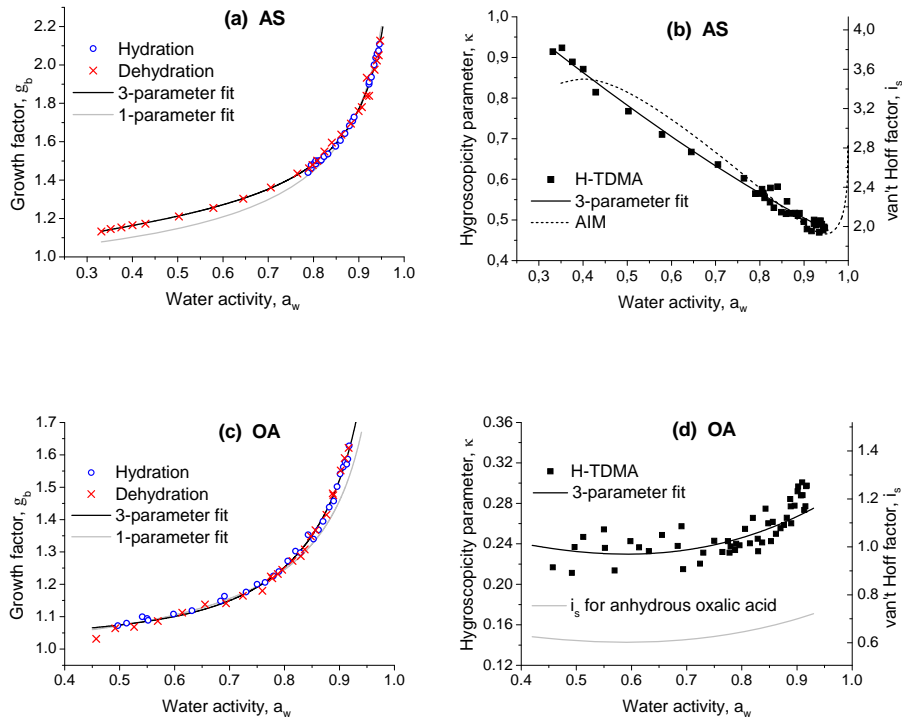 (a) AS
Hydration
Dehydration
3-parameter fit
1-parameter fit
Growth factor, g_b
2.2
2.0
1.8
1.6
1.4
1.2
1.0
0.3 0.4 0.5 0.6 0.7 0.8 0.9 1.0
Water activity, a_w
(b) AS
H-TDMA
3-parameter fit
AIM
Hygroscopicity parameter, κ
1,0
0,9
0,8
0,7
0,6
0,5
0,4
van't Hoff factor, i_s
3.6
2.8
2.4
2.0
0,3 0,4 0,5 0,6 0,7 0,8 0,9 1,0
Water activity, a_w
(c) OA
Hydration
Dehydration
3-parameter fit
1-parameter fit
Growth factor, g_b
1.7
1.6
1.5
1.4
1.3
1.2
1.1
1.0
0.4 0.5 0.6 0.7 0.8 0.9 1.0
Water activity, a_w
(d) OA
H-TDMA
3-parameter fit
i_s for anhydrous oxalic acid
Hygroscopicity parameter, κ
0.36
0.32
0.28
0.24
0.20
0.16
0.12
van't Hoff factor, i_s
1.4
1.2
1.0
0.8
0.6
0.4 0.5 0.6 0.7 0.8 0.9 1.0
Water activity, a_w